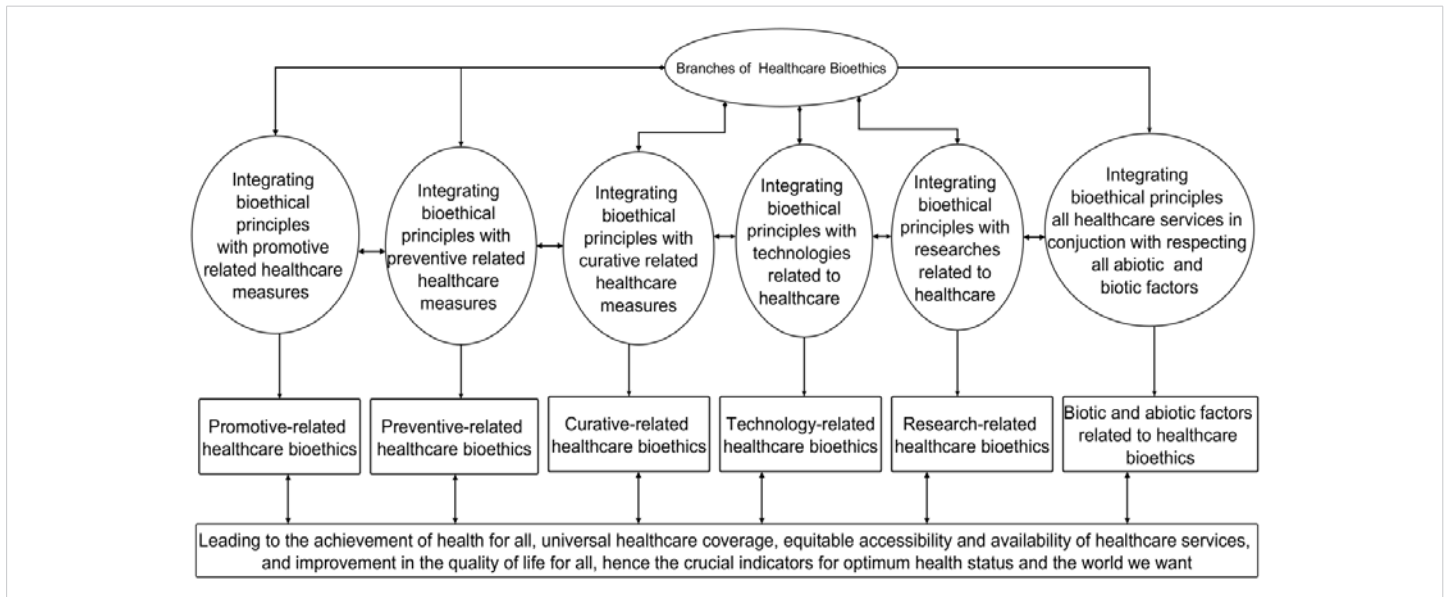 Branches of Healthcare Bioethics
Integrating
bioethical
principles
with promotive
related healthcare
measures
Integrating
bioethical
principles with
preventive related
healthcare
measures
Integrating
bioethical
principles with
curative related
healthcare
measures
Integrating
bioethical
principles with
technologies
related to
healthcare
Integrating
bioethical
principles with
researches
related to
healthcare
Integrating
bioethical principles
all healthcare services in
conjuction with respecting
all abiotic and
biotic factors
Promotive-related
healthcare bioethics
Preventive-related
healthcare bioethics
Curative-related
healthcare bioethics
Technology-related
healthcare bioethics
Research-related
healthcare bioethics
Biotic and abiotic factors
related to healthcare
bioethics
Leading to the achievement of health for all, universal healthcare coverage, equitable accessibility and availability of healthcare services,
and improvement in the quality of life for all, hence the crucial indicators for optimum health status and the world we want